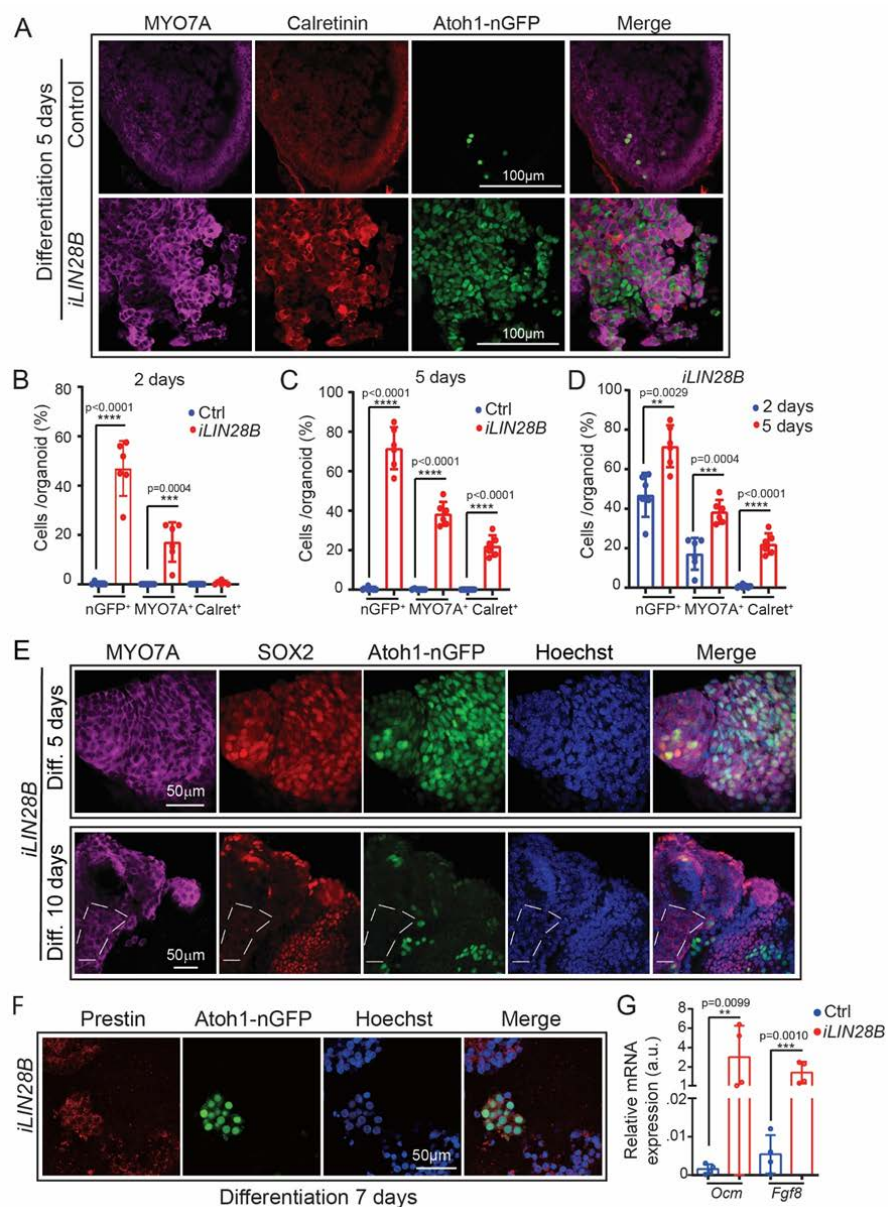 A
MYO7A Calretinin Atoh1-nGFP Merge
Differentiation 5 days
Control
100µm
iLIN28B
100µm
B
2 days
p<0.0001
****
Ctrl
iLIN28B
p=0.0004
***
Cells /organoid (%)
80
60
40
20
0
nGFP⁺ MYO7A⁺ Calret⁺
C
5 days
p<0.0001
****
Ctrl
iLIN28B
p<0.0001
****
p<0.0001
****
Cells /organoid (%)
100
80
60
40
20
0
nGFP⁺ MYO7A⁺ Calret⁺
D
iLIN28B
p=0.0029
**
2 days
5 days
p=0.0004
***
p<0.0001
****
Cells /organoid (%)
100
80
60
40
20
0
nGFP⁺ MYO7A⁺ Calret⁺
E
MYO7A SOX2 Atoh1-nGFP Hoechst Merge
iLIN28B
Diff. 5 days
50µm
Diff. 10 days
50µm
F
Prestin Atoh1-nGFP Hoechst Merge
iLIN28B
50µm
Differentiation 7 days
G
p=0.0099
**
Ctrl
iLIN28B
p=0.0010
***
Relative mRNA
expression (a.u.)
8
6
4
2
1
.02
.01
0
Ocm Fgf8